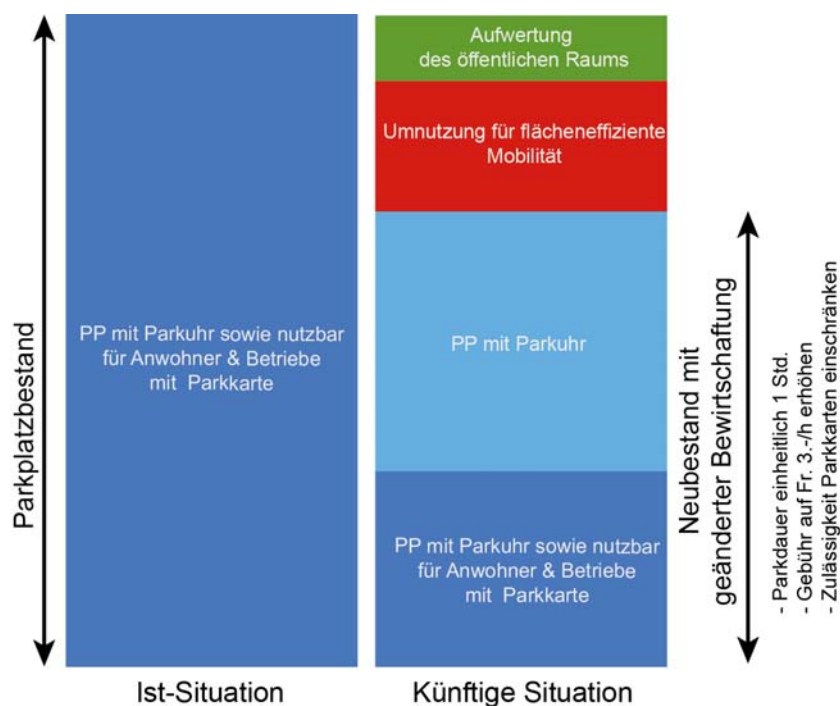 Parkplatzbestand
PP mit Parkuhr sowie nutzbar
für Anwohner & Betriebe
mit Parkkarte
Ist-Situation
Aufwertung
des öffentlichen Raums
Umnutzung für flächeneffiziente
Mobilität
PP mit Parkuhr
PP mit Parkuhr sowie nutzbar
für Anwohner & Betriebe
mit Parkkarte
Künftige Situation
Neubestand mit
geänderter Bewirtschaftung
- Parkdauer einheitlich 1 Std.
- Gebühr auf Fr. 3.-/h erhöhen
- Zulässigkeit Parkkarten einschränken